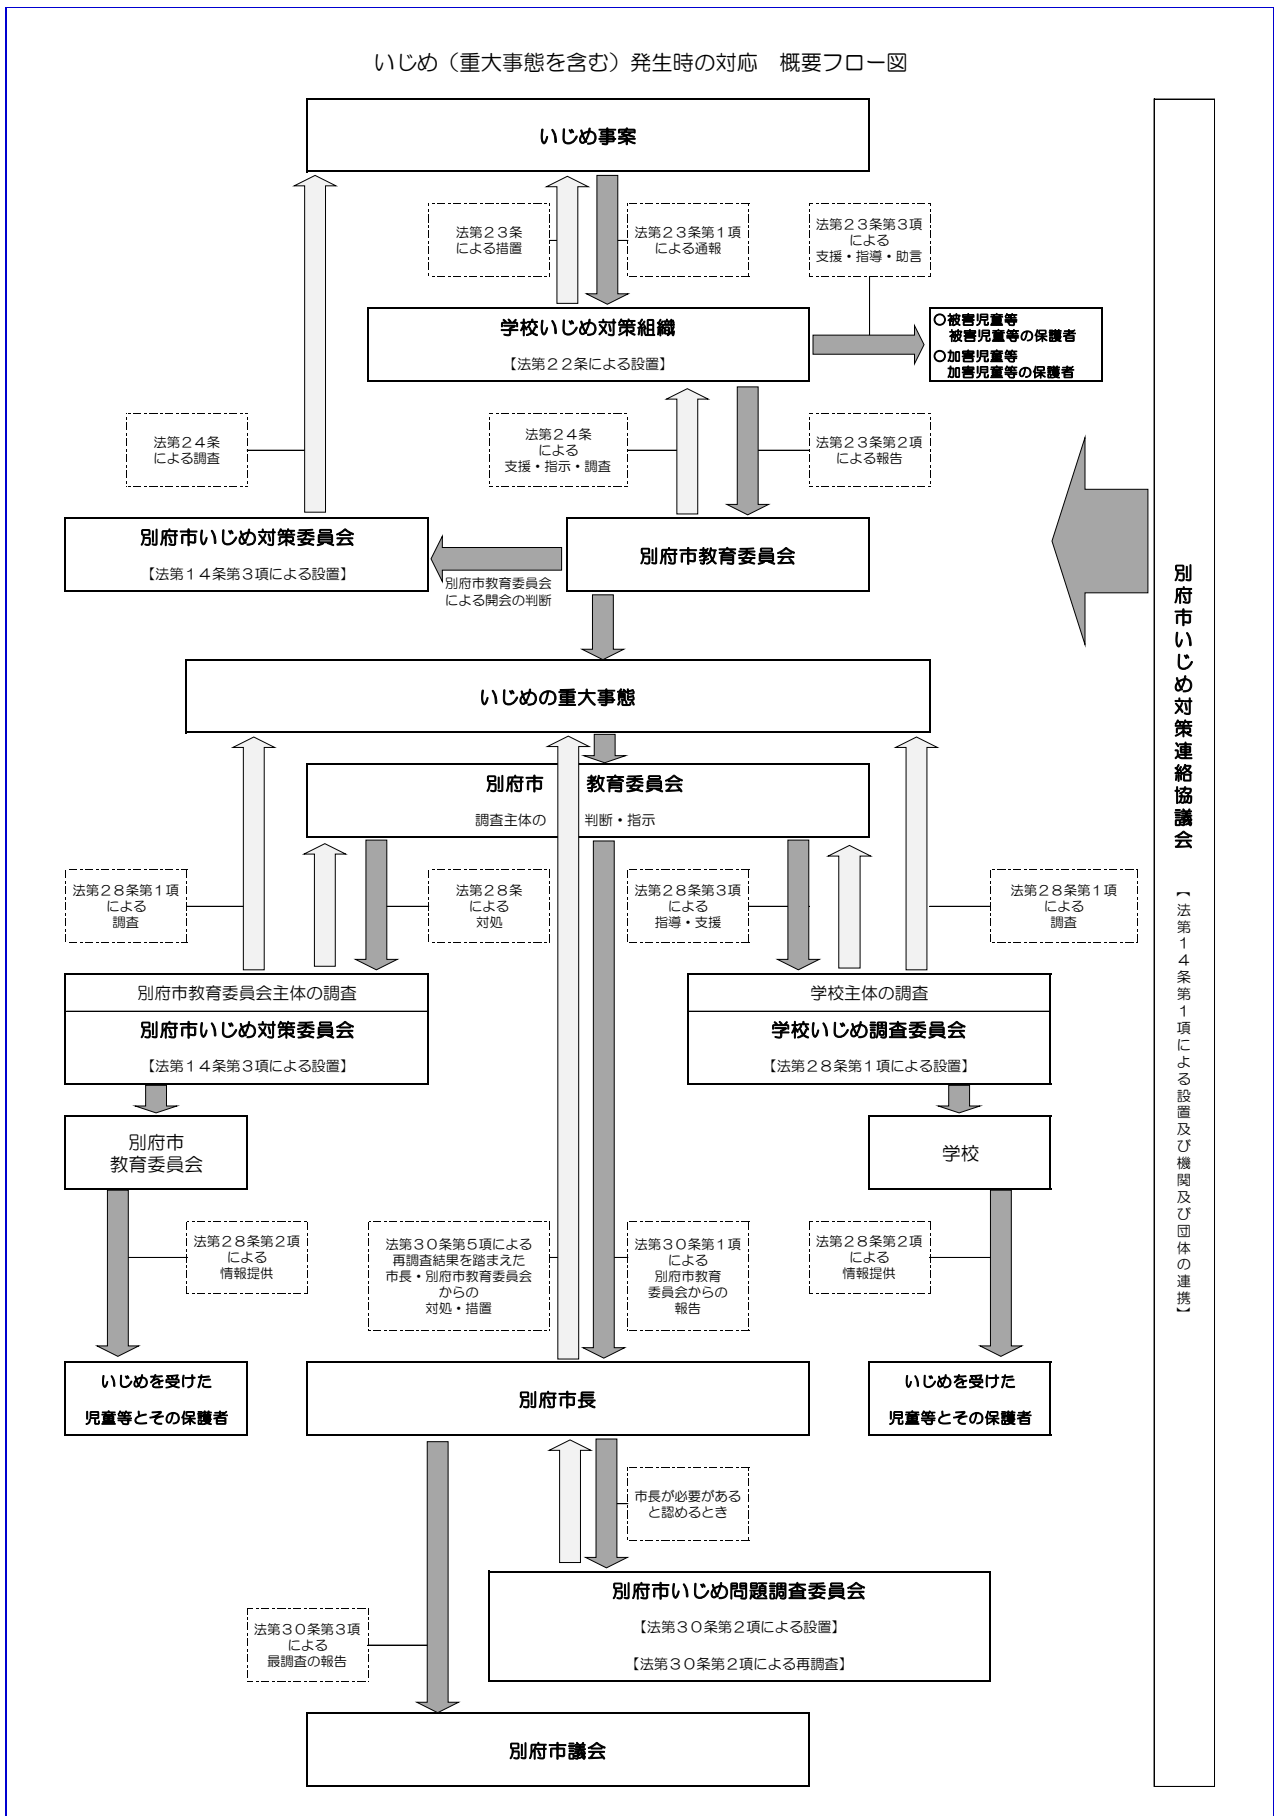 いじめ（重大事態を含む）発生時の対応　概要フロー図
いじめ事案
法第２３条
による措置
法第２３条第１項
による通報
法第２３条第３項
による
支援・指導・助言
学校いじめ対策組織
【法第２２条による設置】
○被害児童等
被害児童等の保護者
○加害児童等
加害児童等の保護者
法第２４条
による調査
法第２４条
による
支援・指示・調査
法第２３条第２項
による報告
別府市いじめ対策委員会
【法第１４条第３項による設置】
別府市教育委員会
別府市教育委員会
による開会の判断
いじめの重大事態
別府市　教育委員会
調査主体の　判断・指示
法第２８条第１項
による
調査
法第２８条
による
対処
法第２８条第３項
による
指導・支援
法第２８条第１項
による
調査
別府市教育委員会主体の調査
別府市いじめ対策委員会
【法第１４条第３項による設置】
学校主体の調査
学校いじめ調査委員会
【法第２８条第１項による設置】
別府市
教育委員会
学校
法第２８条第２項
による
情報提供
法第３０条第５項による
再調査結果を踏まえた
市長・別府市教育委員会
からの
対処・措置
法第３０条第１項
による
別府市教育
委員会からの
報告
法第２８条第２項
による
情報提供
いじめを受けた
児童等とその保護者
別府市長
いじめを受けた
児童等とその保護者
市長が必要がある
と認めるとき
別府市いじめ問題調査委員会
【法第３０条第２項による設置】
【法第３０条第２項による再調査】
法第３０条第３項
による
最調査の報告
別府市議会
別府市いじめ対策連絡協議会　【法第１４条第１項による設置及び機関及び団体の連携】